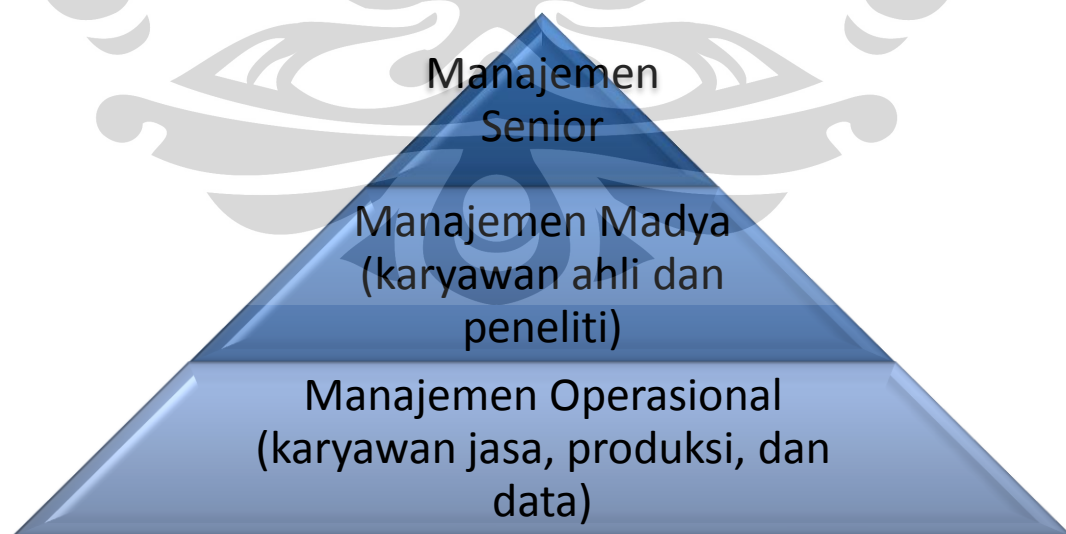 Manajemen
Senior
Manajemen Madya
(karyawan ahli dan
peneliti)
Manajemen Operasional
(karyawan jasa, produksi, dan
data)